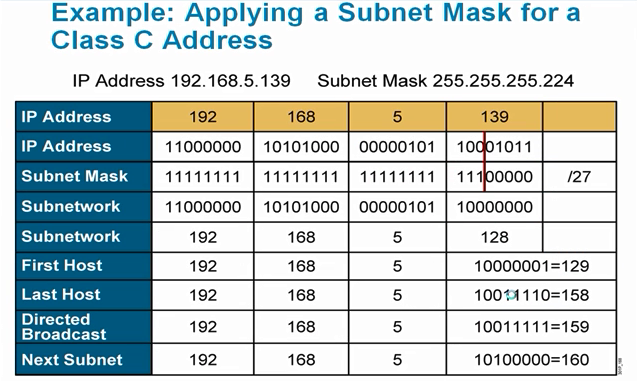 Example: Applying a Subnet Mask for a
Class C Address
IP Address 192.168.5.139 Subnet Mask 255.255.255.224
IP Address 192 168 5 139
IP Address 11000000 10101000 00000101 10001011
Subnet Mask 11111111 11111111 11111111 11100000 /27
Subnetwork 11000000 10101000 00000101 10000000
Subnetwork 192 168 5 128
First Host 192 168 5 10000001=129
Last Host 192 168 5 10011110=158
Directed
Broadcast 192 168 5 10011111=159
Next Subnet 192 168 5 10100000=160